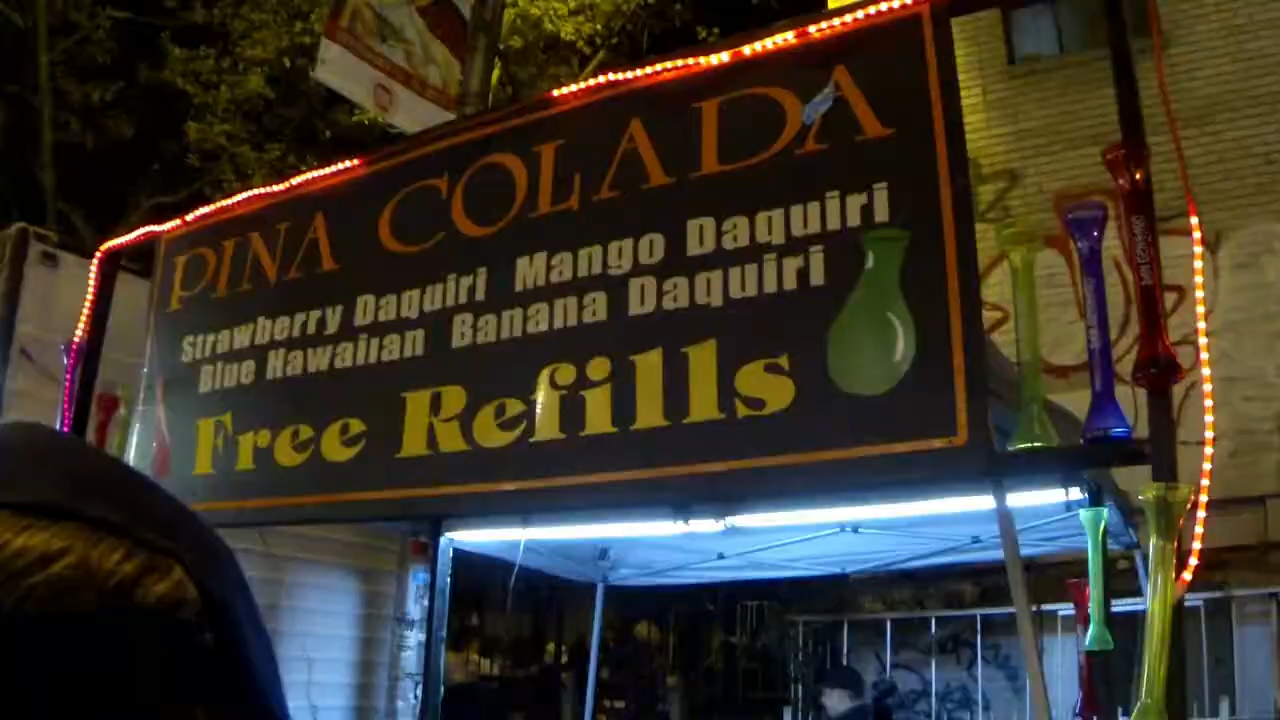 PINA COLADA
Strawberry Daquiri Mango Daquiri
Blue Hawaiian Banana Daquiri
Free Refills